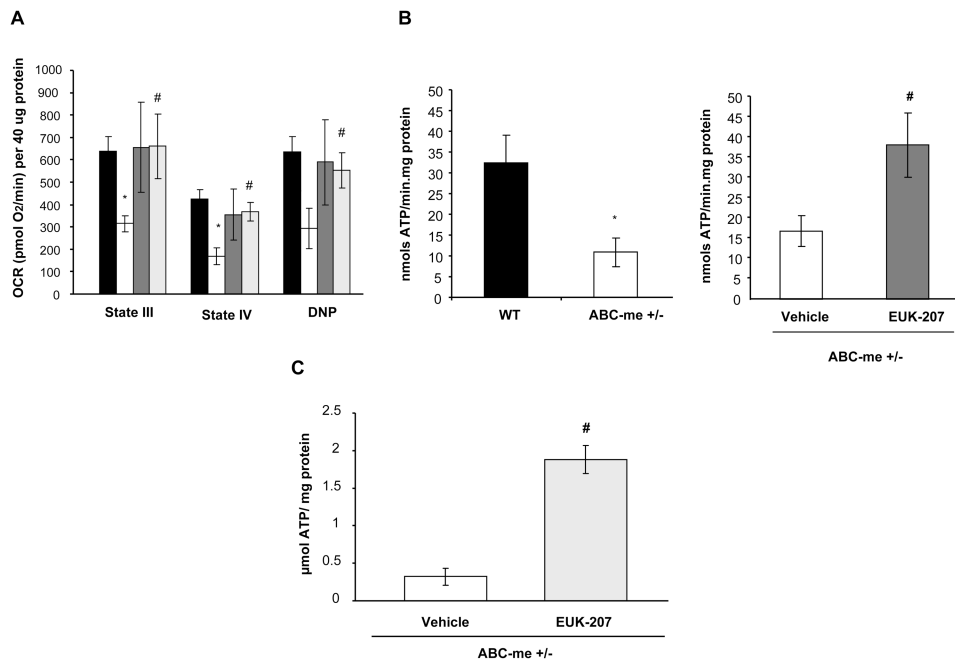 A
OCR (pmol O2/min) per 40 ug protein
1000
900
800
700
600
500
400
300
200
100
0
*
#
*
#
#
State III
State IV
DNP
B
nmols ATP/min.mg protein
50
45
40
35
30
25
20
15
10
5
0
*
WT
ABC-me +/-
nmols ATP/min.mg protein
50
45
40
35
30
25
20
15
10
5
0
#
Vehicle
EUK-207
ABC-me +/-
C
µmol ATP/ mg protein
2.5
2
1.5
1
0.5
0
#
Vehicle
EUK-207
ABC-me +/-